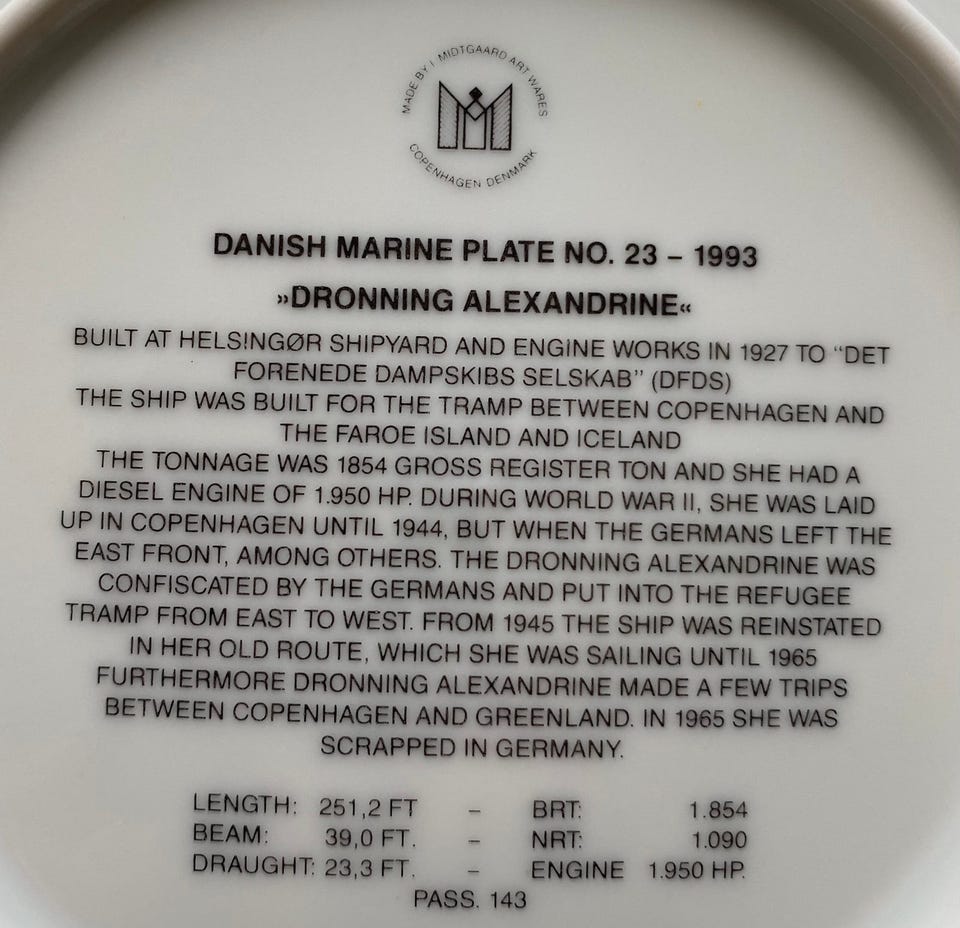 MADE BY I MIDTGAARD ART WARES
COPENHAGEN DENMARK
DANISH MARINE PLATE NO. 23 – 1993
»DRONNING ALEXANDRINE«
BUILT AT HELSINGØR SHIPYARD AND ENGINE WORKS IN 1927 TO “DET
FORENEDE DAMPSKIBS SELSKAB” (DFDS)
THE SHIP WAS BUILT FOR THE TRAMP BETWEEN COPENHAGEN AND
THE FAROE ISLAND AND ICELAND
THE TONNAGE WAS 1854 GROSS REGISTER TON AND SHE HAD A
DIESEL ENGINE OF 1.950 HP. DURING WORLD WAR II, SHE WAS LAID
UP IN COPENHAGEN UNTIL 1944, BUT WHEN THE GERMANS LEFT THE
EAST FRONT, AMONG OTHERS. THE DRONNING ALEXANDRINE WAS
CONFISCATED BY THE GERMANS AND PUT INTO THE REFUGEE
TRAMP FROM EAST TO WEST. FROM 1945 THE SHIP WAS REINSTATED
IN HER OLD ROUTE, WHICH SHE WAS SAILING UNTIL 1965
FURTHERMORE DRONNING ALEXANDRINE MADE A FEW TRIPS
BETWEEN COPENHAGEN AND GREENLAND. IN 1965 SHE WAS
SCRAPPED IN GERMANY.
LENGTH: 251,2 FT – BRT: 1.854
BEAM: 39,0 FT. – NRT: 1.090
DRAUGHT: 23,3 FT. – ENGINE 1.950 HP.
PASS. 143